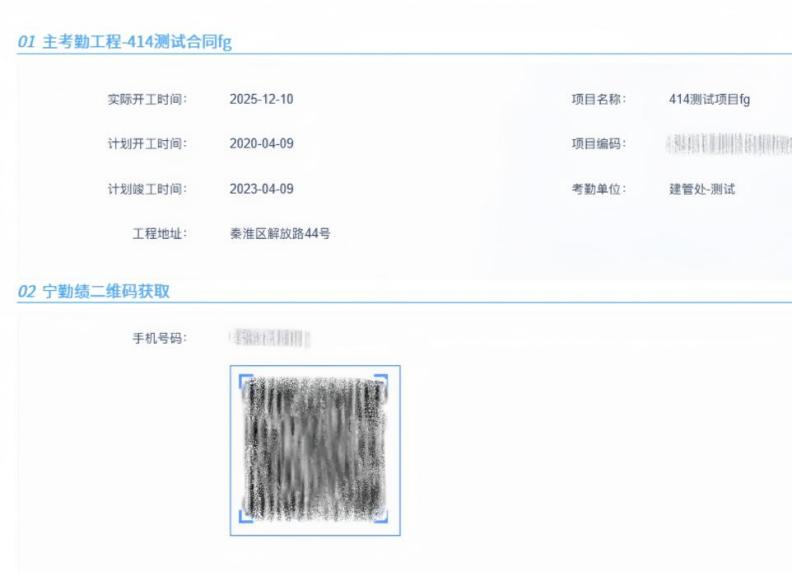 01 主考勤工程-414测试合同fg
实际开工时间： 2025-12-10 项目名称： 414测试项目fg
计划开工时间： 2020-04-09 项目编码：
计划竣工时间： 2023-04-09 考勤单位： 建管处-测试
工程地址： 秦淮区解放路44号
02 宁勤绩二维码获取
手机号码：